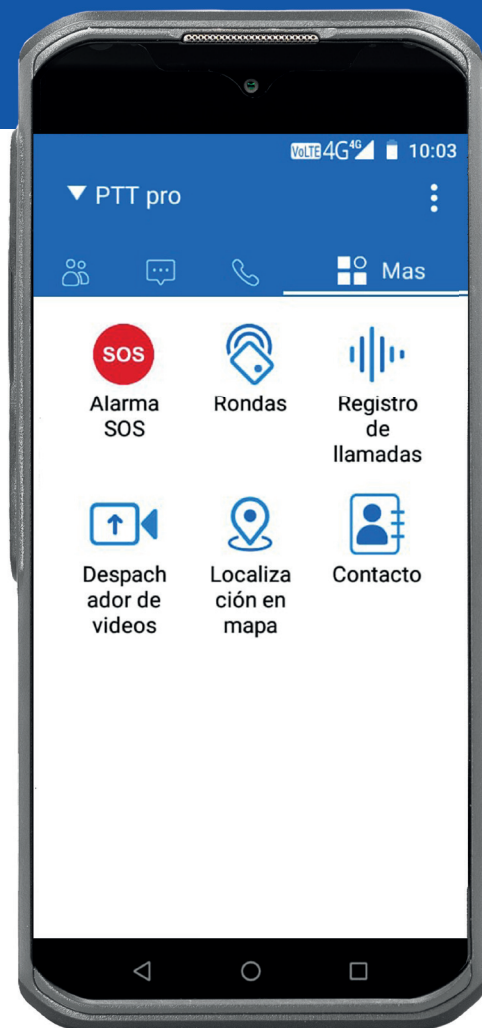 VoLTE 4G 4G 10:03
PTT pro
Mas
SOS
Alarma
SOS
Rondas
Registro
de
llamadas
Despach
ador de
videos
Localiza
ción en
mapa
Contacto